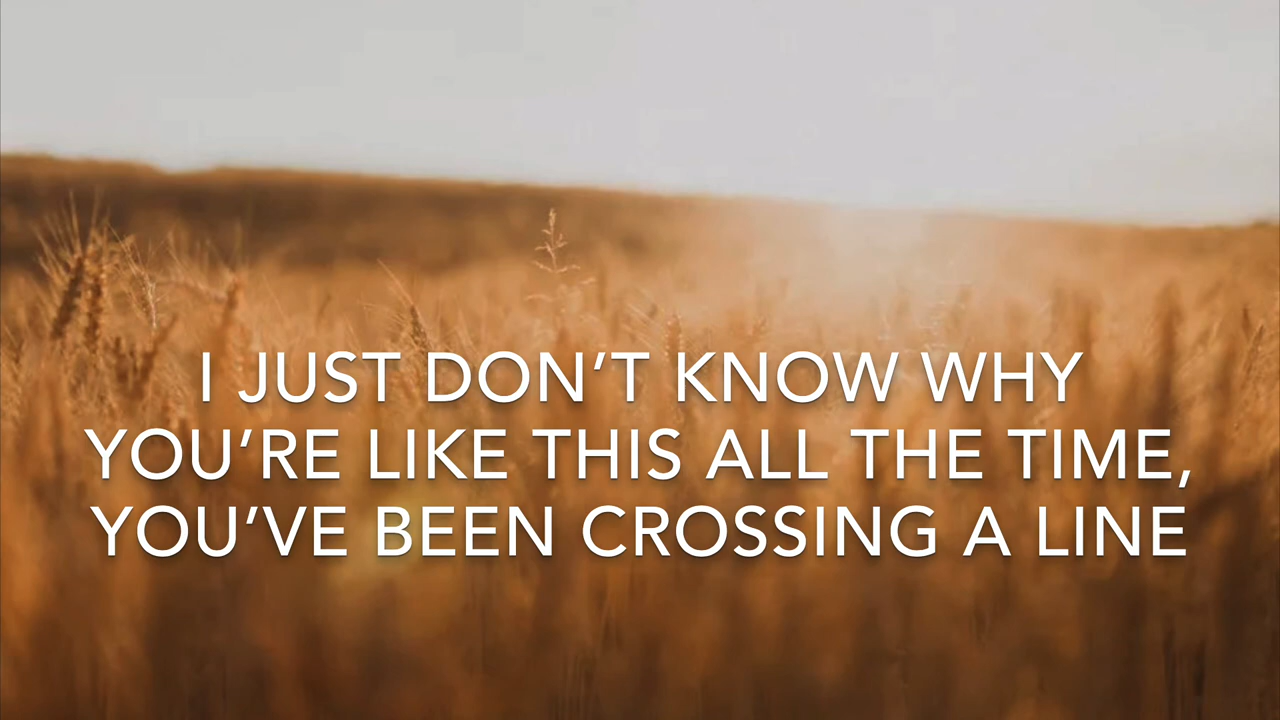 I JUST DON’T KNOW WHY
YOU’RE LIKE THIS ALL THE TIME,
YOU’VE BEEN CROSSING A LINE